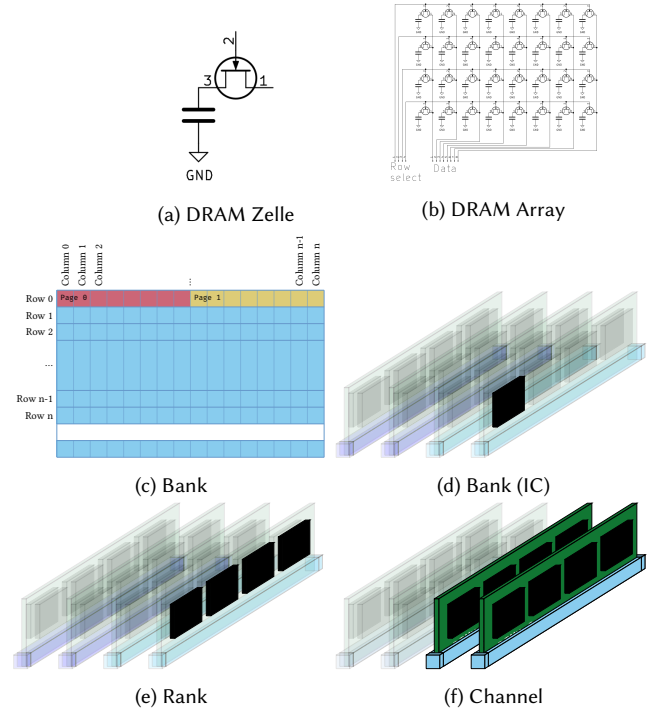 2
3
1
GND
(a) DRAM Zelle
Row
select
Data
(b) DRAM Array
Column 0
Column 1
Column 2
...
Column n-1
Column n
Row 0
Page 0
Page 1
Row 1
Row 2
...
Row n-1
Row n
(c) Bank
(d) Bank (IC)
(e) Rank
(f) Channel